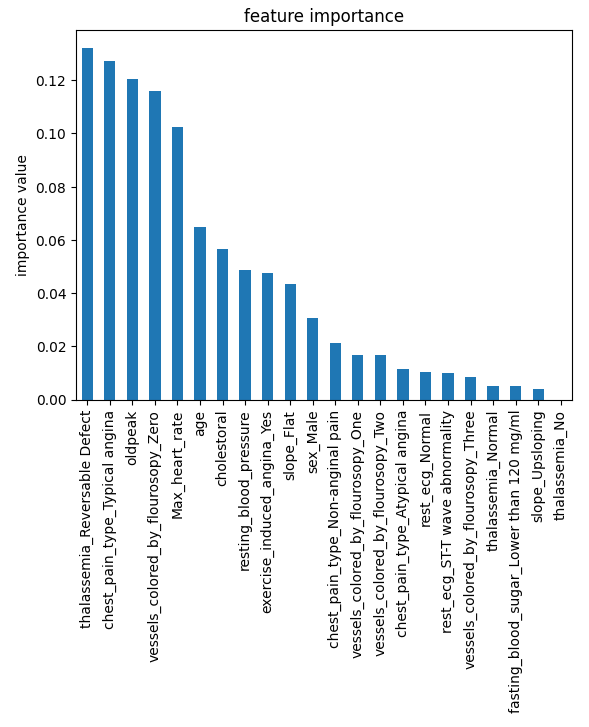 feature importance
importance value
0.12
0.10
0.08
0.06
0.04
0.02
0.00
thalassemia_Reversable Defect
chest_pain_type_Typical angina
oldpeak
vessels_colored_by_flourosopy_Zero
Max_heart_rate
age
cholestoral
resting_blood_pressure
exercise_induced_angina_Yes
slope_Flat
sex_Male
chest_pain_type_Non-anginal pain
vessels_colored_by_flourosopy_One
vessels_colored_by_flourosopy_Two
chest_pain_type_Atypical angina
rest_ecg_Normal
rest_ecg_ST-T wave abnormality
vessels_colored_by_flourosopy_Three
thalassemia_Normal
fasting_blood_sugar_Lower than 120 mg/ml
slope_Upsloping
thalassemia_No